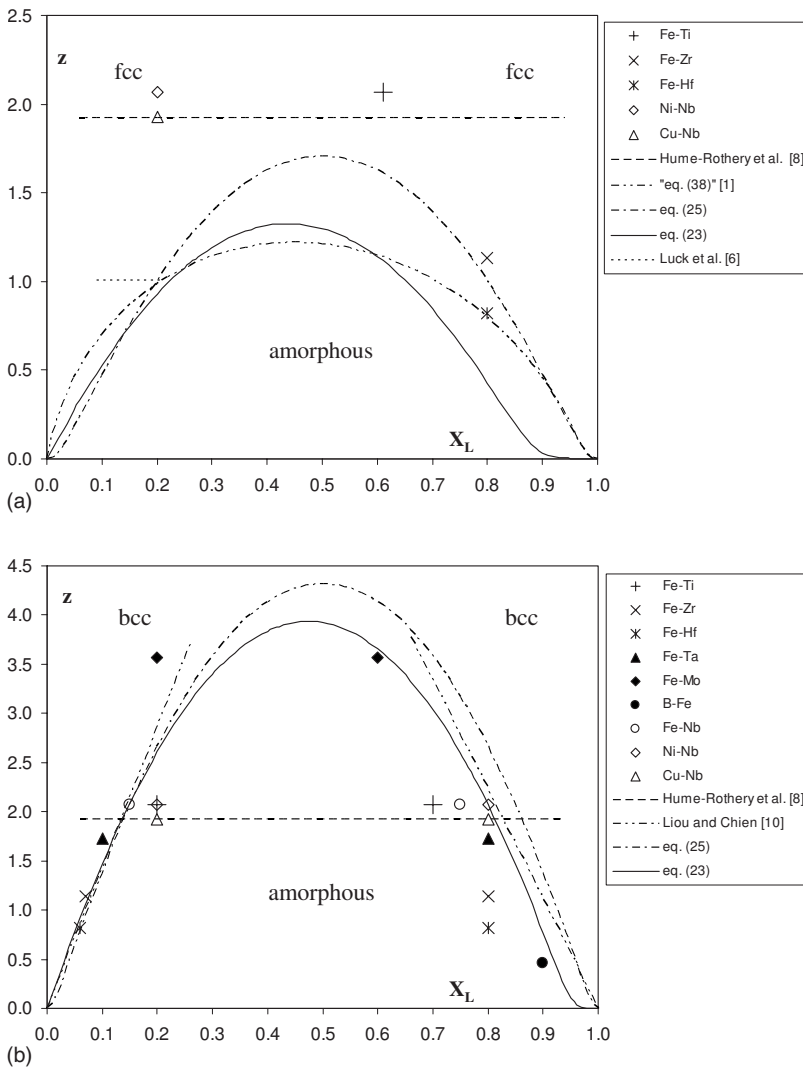 2.5
z
fcc
fcc
2.0
1.5
1.0
amorphous
0.5
X_L
0.0
0.0 0.1 0.2 0.3 0.4 0.5 0.6 0.7 0.8 0.9 1.0
(a)
Fe-Ti
Fe-Zr
Fe-Hf
Ni-Nb
Cu-Nb
Hume-Rothery et al. [8]
"eq. (38)" [1]
eq. (25)
eq. (23)
Luck et al. [6]
4.5
z
bcc
bcc
4.0
3.5
3.0
2.5
2.0
1.5
amorphous
1.0
0.5
X_L
0.0
0.0 0.1 0.2 0.3 0.4 0.5 0.6 0.7 0.8 0.9 1.0
(b)
Fe-Ti
Fe-Zr
Fe-Hf
Fe-Ta
Fe-Mo
B-Fe
Fe-Nb
Ni-Nb
Cu-Nb
Hume-Rothery et al. [8]
Liou and Chien [10]
eq. (25)
eq. (23)